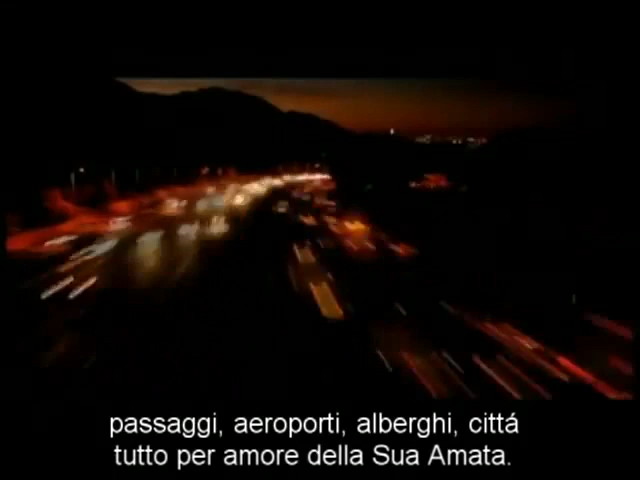 passaggi, aeroporti, alberghi, cittá
tutto per amore della Sua Amata.